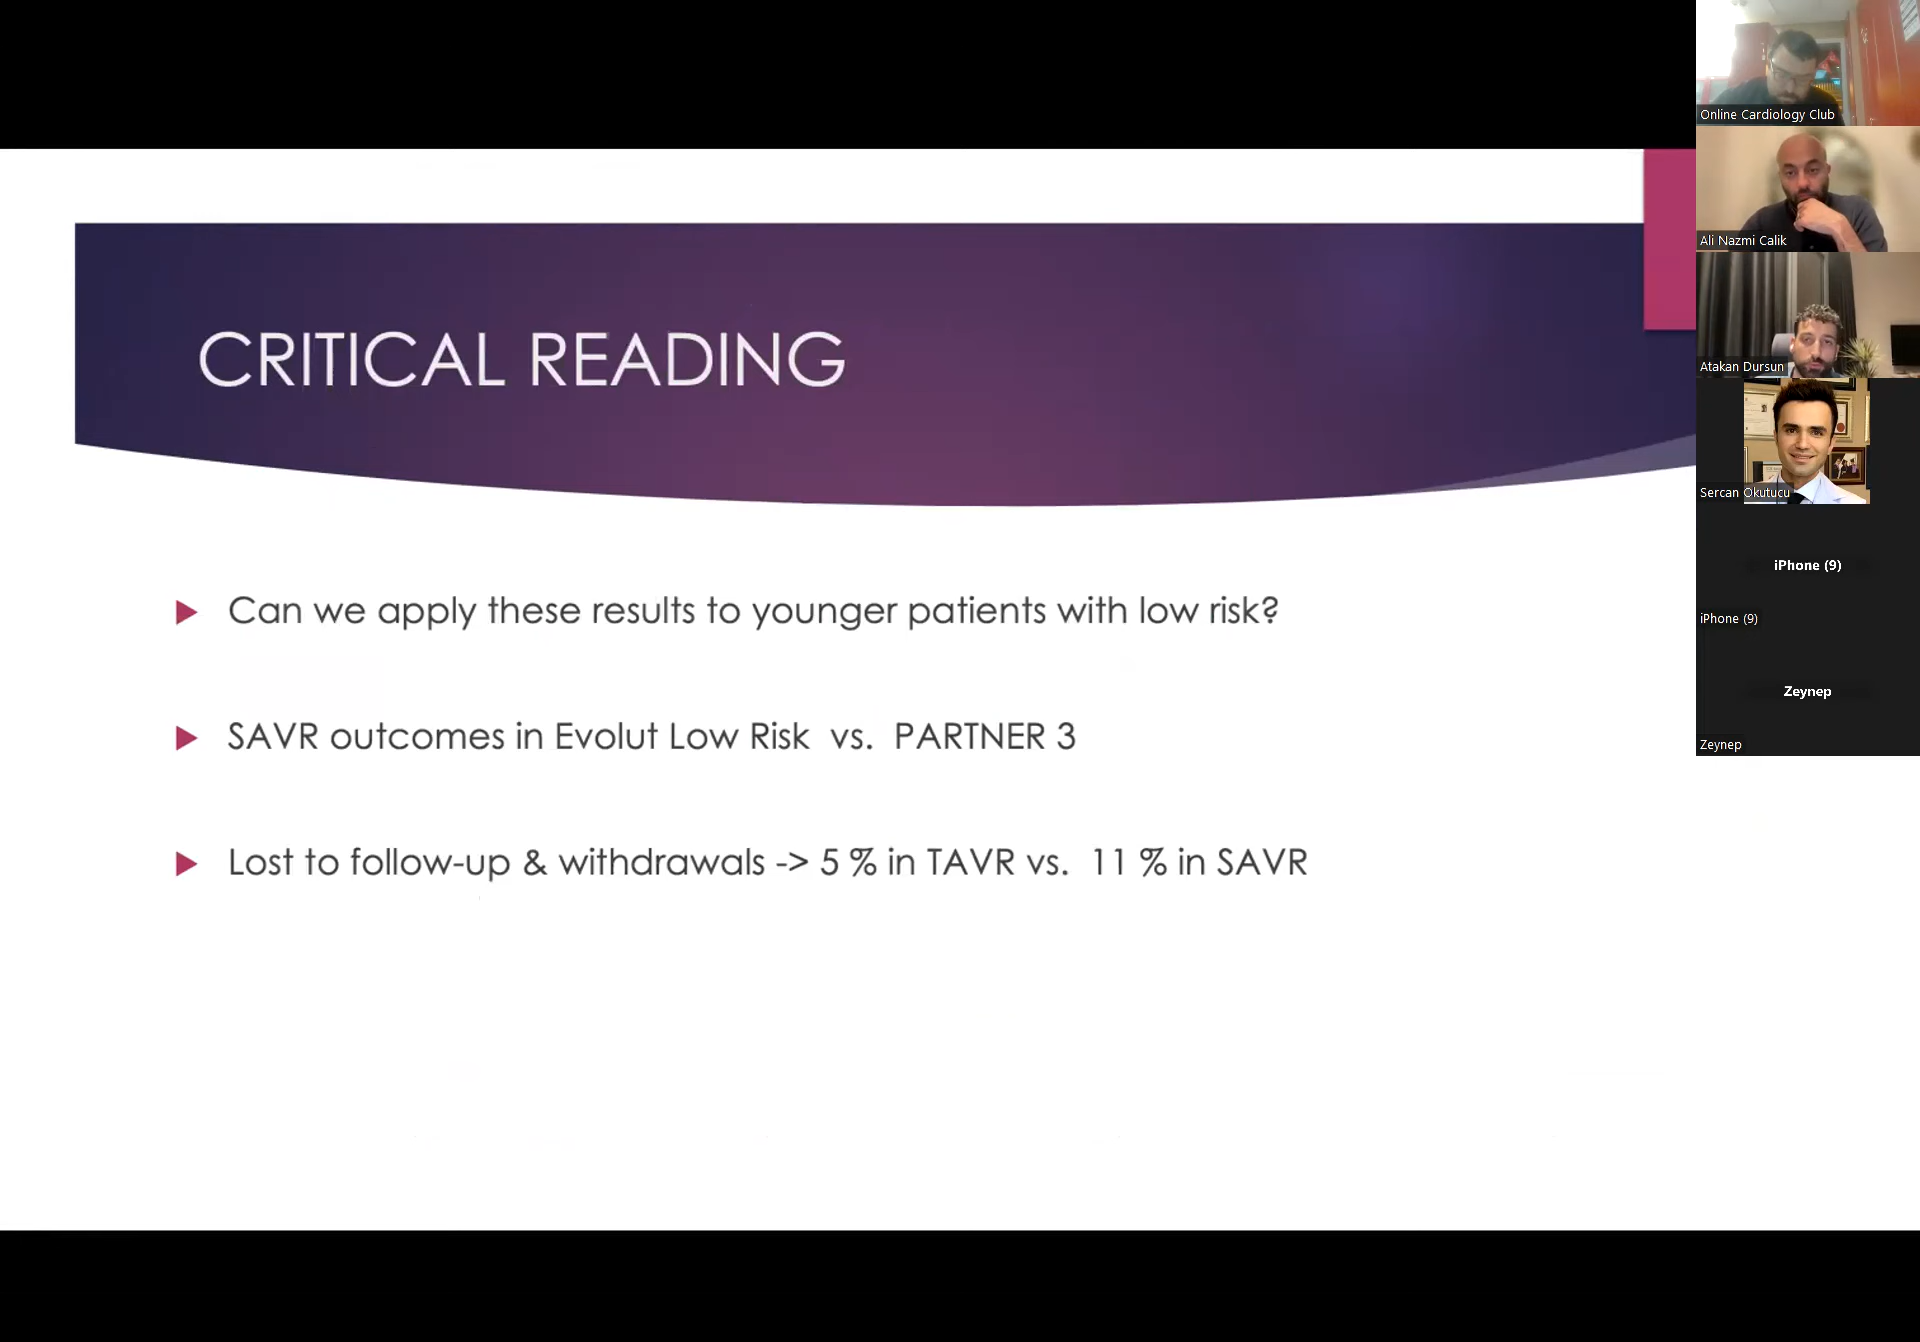 CRITICAL READING
Can we apply these results to younger patients with low risk?
SAVR outcomes in Evolut Low Risk vs. PARTNER 3
Lost to follow-up & withdrawals -> 5 % in TAVR vs. 11 % in SAVR
Online Cardiology Club
Ali Nazmi Calik
Atakan Dursun
Sercan Okutucu
iPhone (9)
iPhone (9)
Zeynep
Zeynep